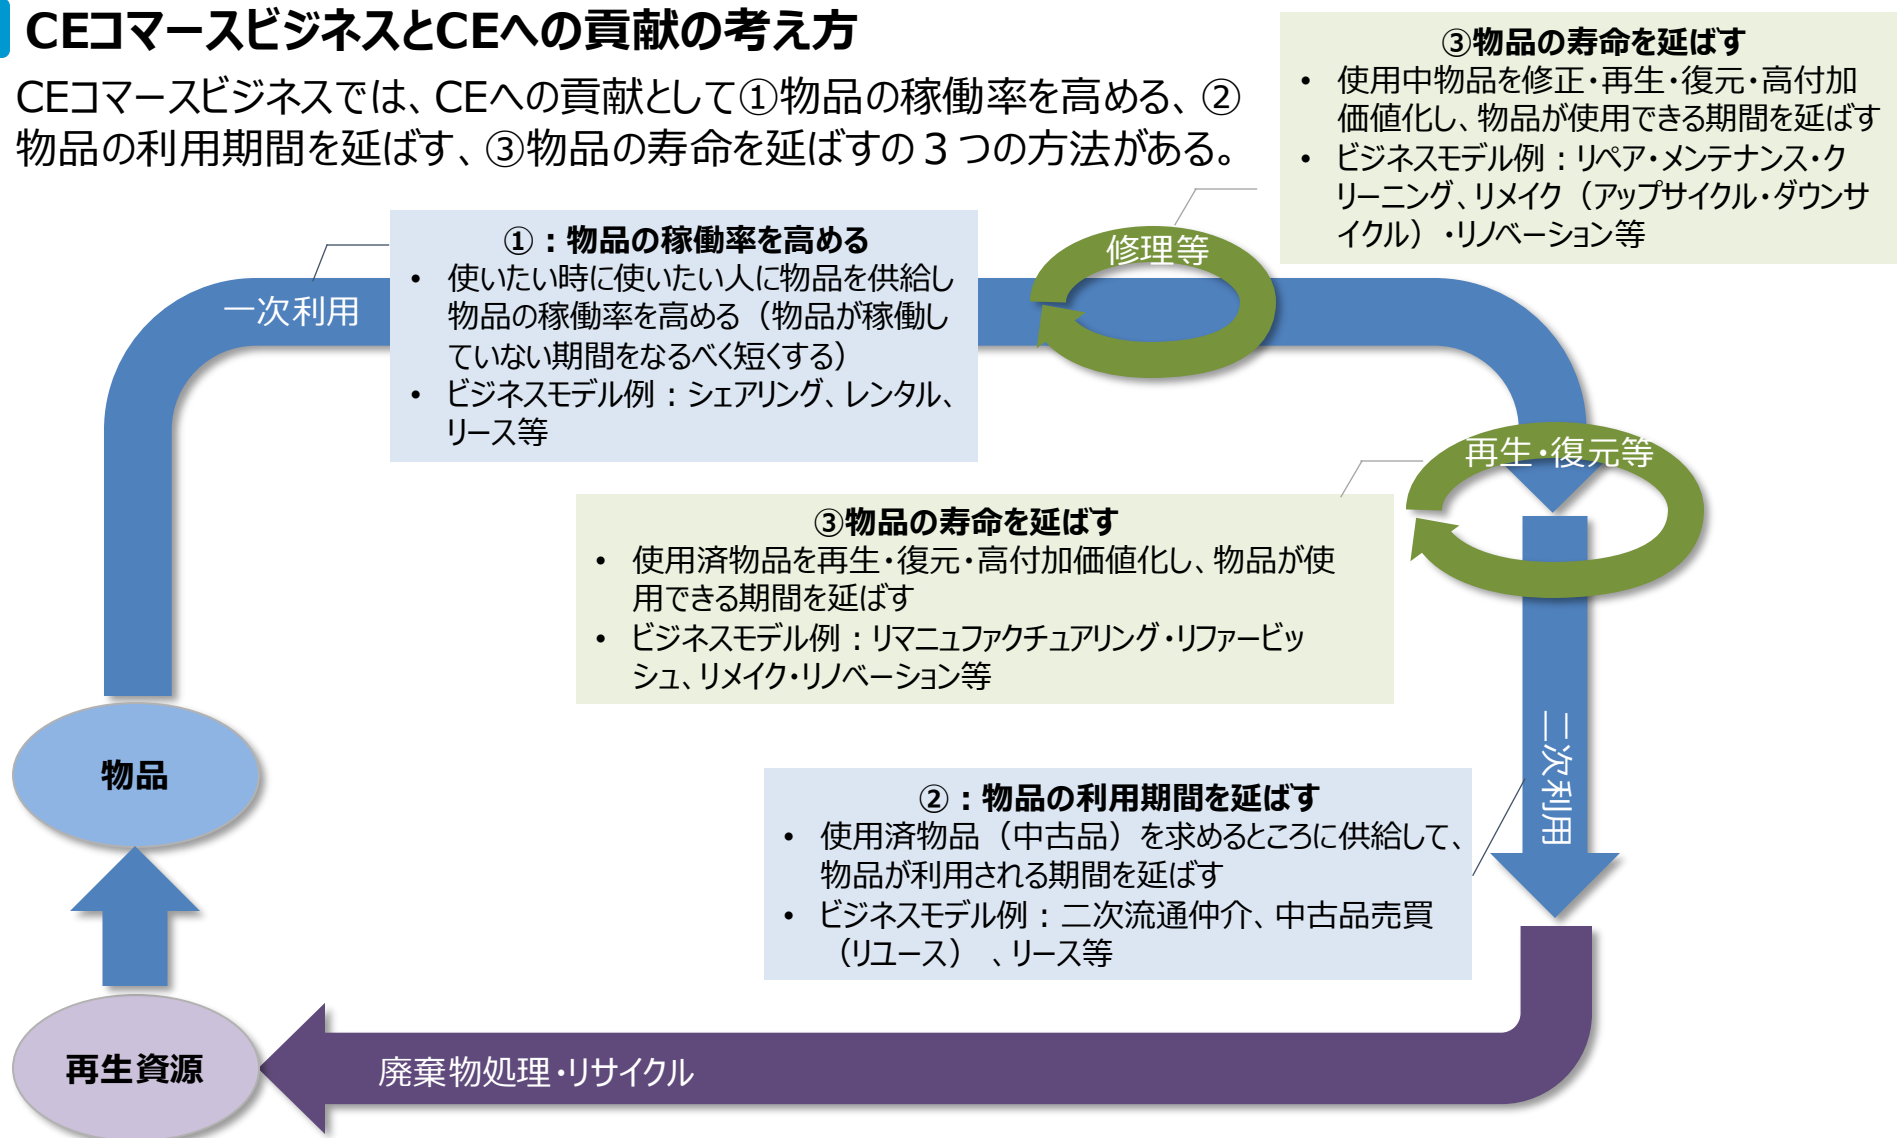 CEコマースビジネスとCEへの貢献の考え方
CEコマースビジネスでは、CEへの貢献として①物品の稼働率を高める、②
物品の利用期間を延ばす、③物品の寿命を延ばすの３つの方法がある。
③物品の寿命を延ばす
• 使用中物品を修正・再生・復元・高付加
価値化し、物品が使用できる期間を延ばす
• ビジネスモデル例：リペア・メンテナンス・ク
リーニング、リメイク（アップサイクル・ダウンサ
イクル）・リノベーション等
①：物品の稼働率を高める
• 使いたい時に使いたい人に物品を供給し
物品の稼働率を高める（物品が稼働し
ていない期間をなるべく短くする）
• ビジネスモデル例：シェアリング、レンタル、
リース等
一次利用
修理等
再生・復元等
③物品の寿命を延ばす
• 使用済物品を再生・復元・高付加価値化し、物品が使
用できる期間を延ばす
• ビジネスモデル例：リマニュファクチュアリング・リファービッ
シュ、リメイク・リノベーション等
二次利用
物品
②：物品の利用期間を延ばす
• 使用済物品（中古品）を求めるところに供給して、
物品が利用される期間を延ばす
• ビジネスモデル例：二次流通仲介、中古品売買
（リユース）、リース等
再生資源
廃棄物処理・リサイクル